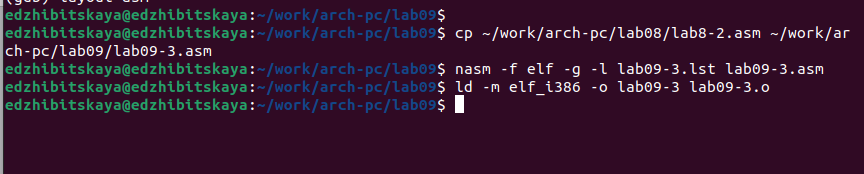 (gdb) layout asm
edzhibitskaya@edzhibitskaya:~/work/arch-pc/lab09$
edzhibitskaya@edzhibitskaya:~/work/arch-pc/lab09$ cp ~/work/arch-pc/lab08/lab8-2.asm ~/work/ar
ch-pc/lab09/lab09-3.asm
edzhibitskaya@edzhibitskaya:~/work/arch-pc/lab09$ nasm -f elf -g -l lab09-3.lst lab09-3.asm
edzhibitskaya@edzhibitskaya:~/work/arch-pc/lab09$ ld -m elf_i386 -o lab09-3 lab09-3.o
edzhibitskaya@edzhibitskaya:~/work/arch-pc/lab09$